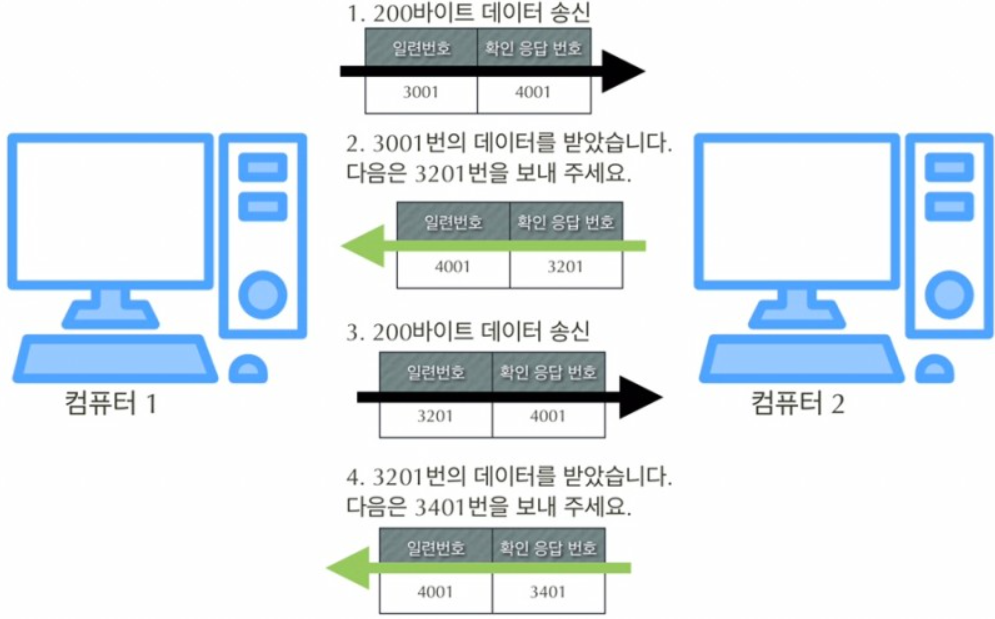 1. 200바이트 데이터 송신
일련번호 확인 응답 번호
3001 4001
2. 3001번의 데이터를 받았습니다.
다음은 3201번을 보내 주세요.
일련번호 확인 응답 번호
4001 3201
3. 200바이트 데이터 송신
일련번호 확인 응답 번호
3201 4001
컴퓨터 1
컴퓨터 2
4. 3201번의 데이터를 받았습니다.
다음은 3401번을 보내 주세요.
일련번호 확인 응답 번호
4001 3401